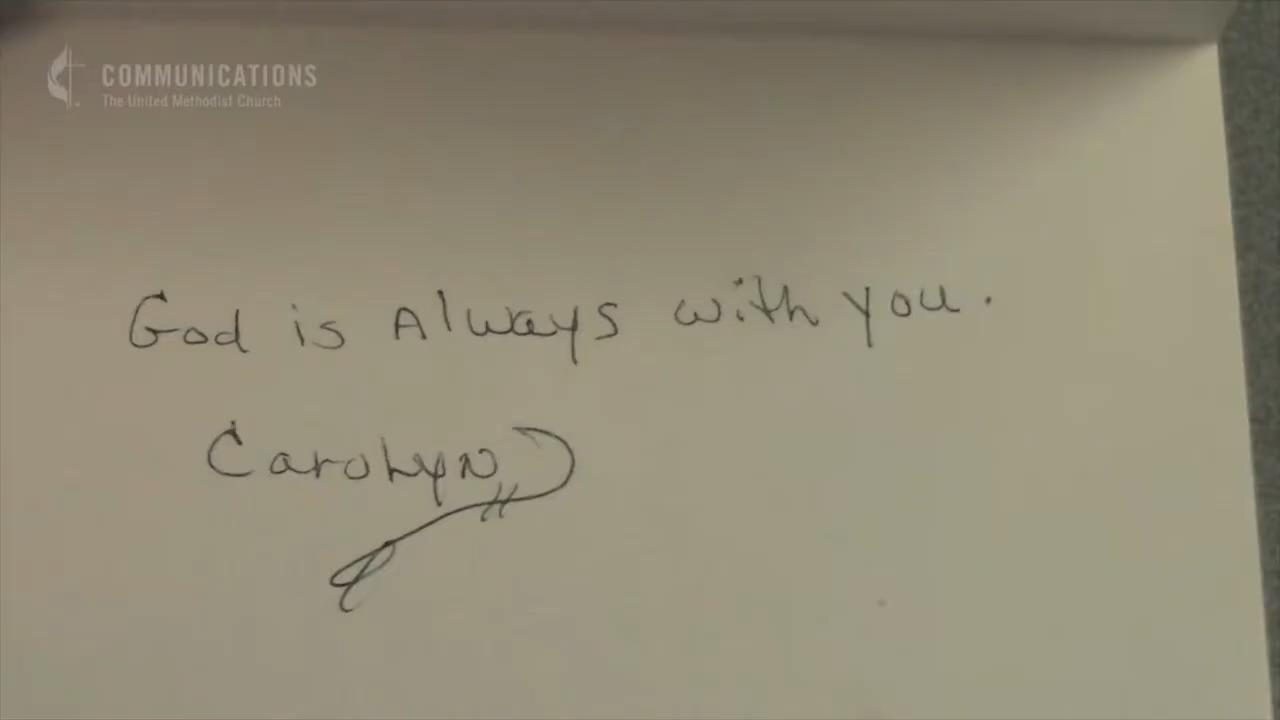 COMMUNICATIONS
The United Methodist Church
God is Always with you.
Carolyn